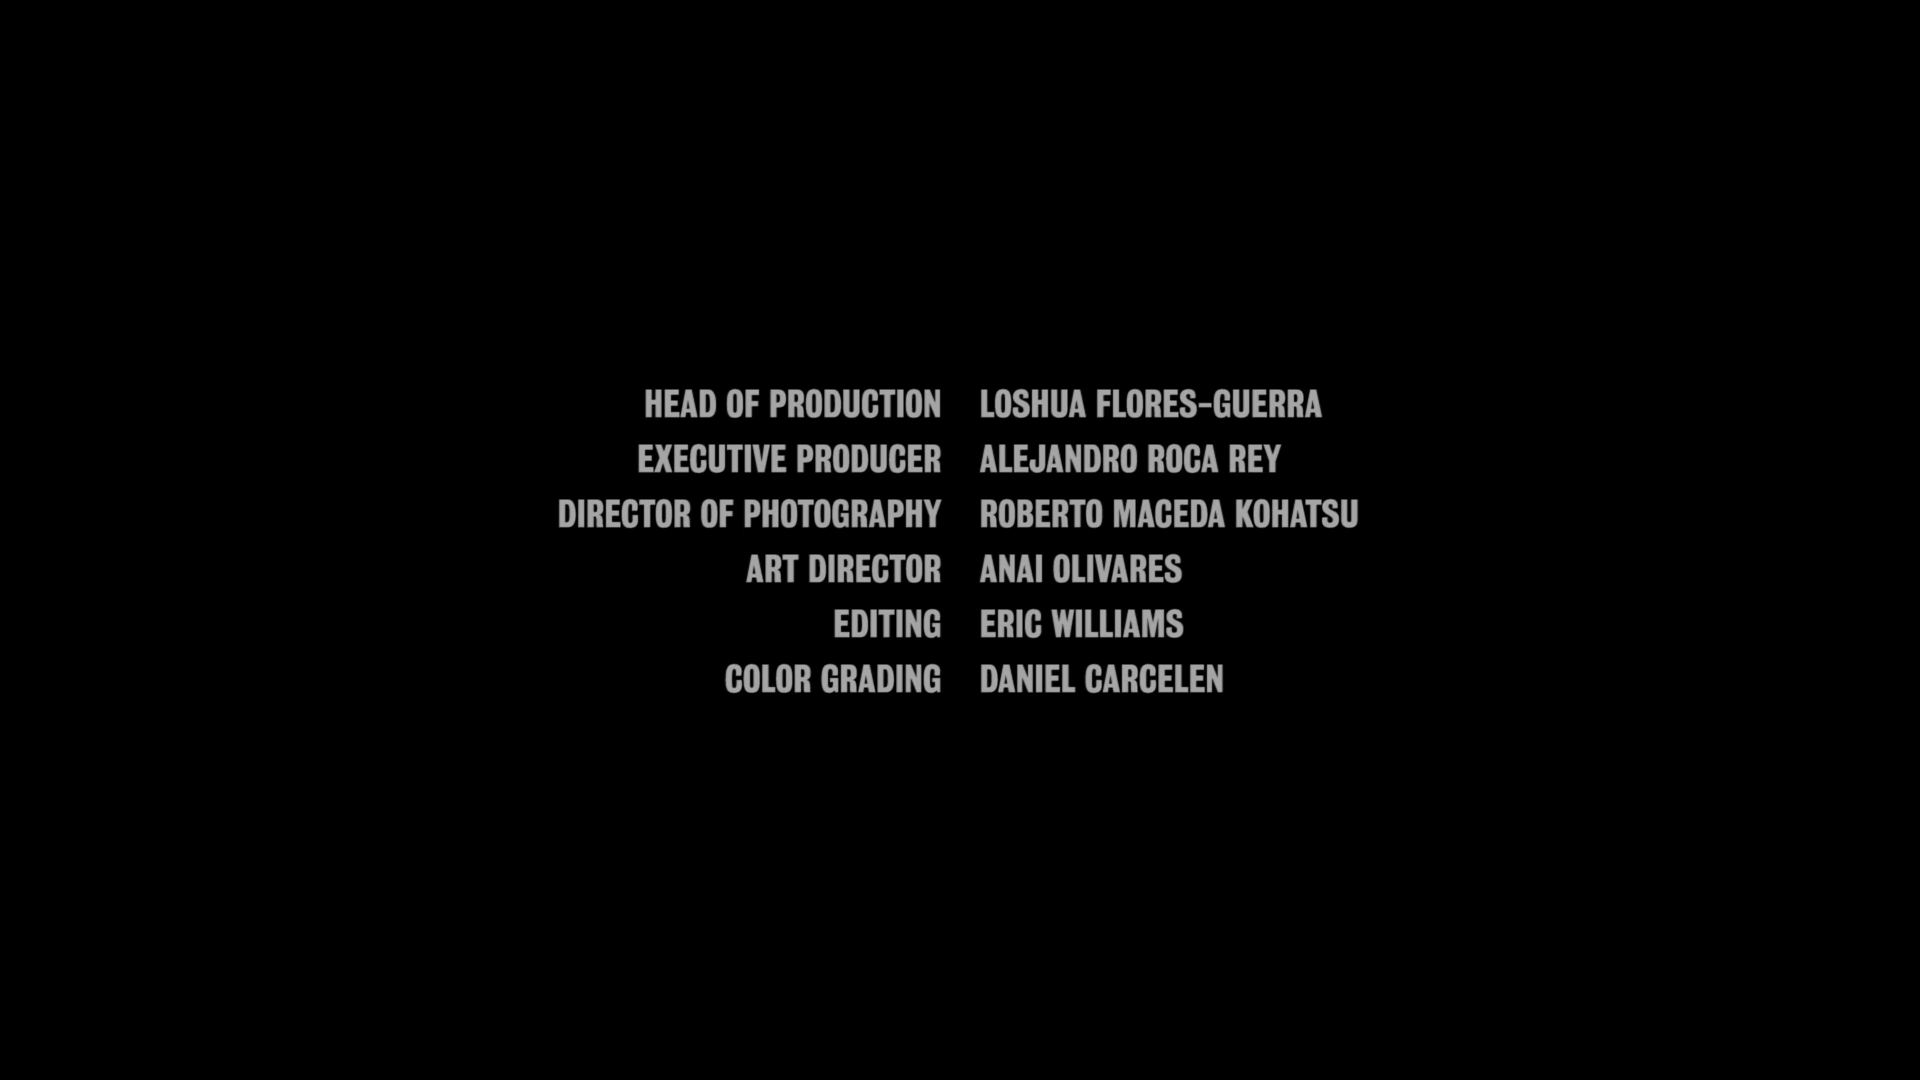 HEAD OF PRODUCTION LOSHUA FLORES-GUERRA
EXECUTIVE PRODUCER ALEJANDRO ROCA REY
DIRECTOR OF PHOTOGRAPHY ROBERTO MACEDA KOHATSU
ART DIRECTOR ANAI OLIVARES
EDITING ERIC WILLIAMS
COLOR GRADING DANIEL CARCELEN